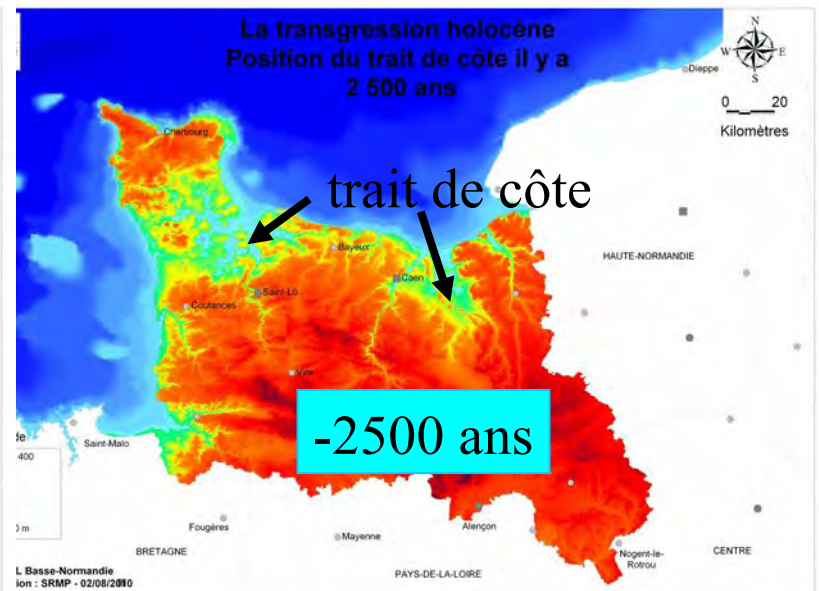 La transgression holocène
Position du trait de côte il y a
2 500 ans
N
W
E
S
Dieppe
0 20
Kilomètres
Cherbourg
trait de côte
Bayeux
HAUTE-NORMANDIE
Caen
Saint-Lô
Coutances
Vire
-2500 ans
Saint-Malo
de
400
m
Fougères
Mayenne
Alençon
BRETAGNE
Nogent-le-
Rotrou
CENTRE
PAYS-DE-LA-LOIRE
L Basse-Normandie
ion : SRMP - 02/08/2010